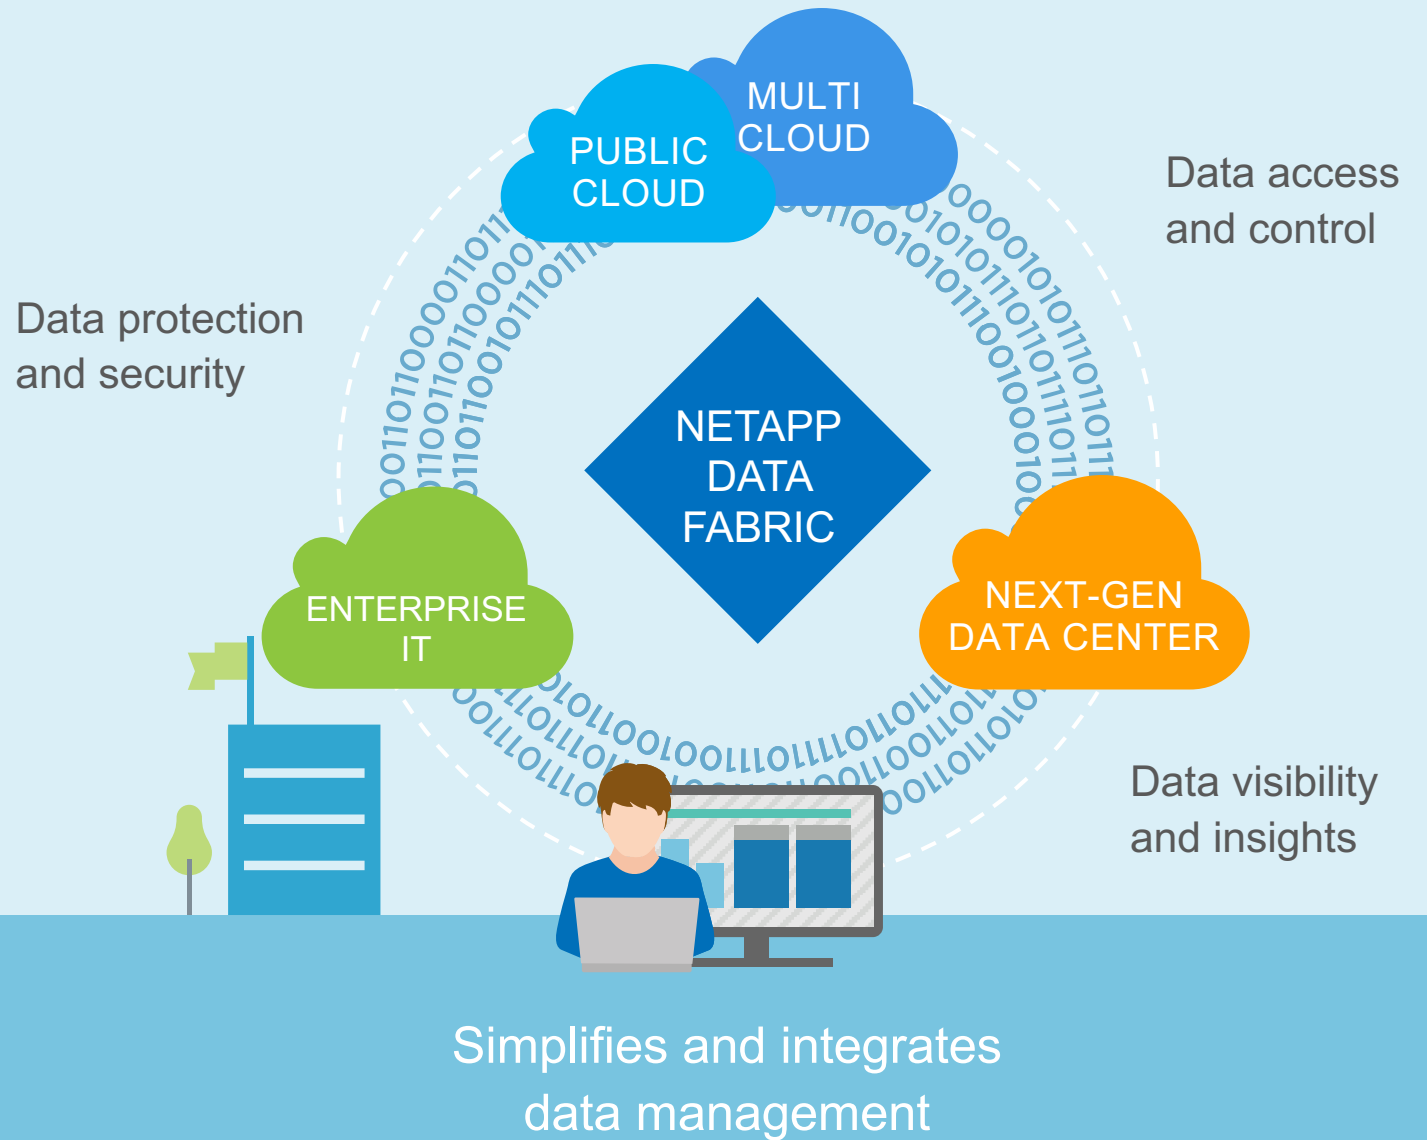 MULTI
CLOUD
PUBLIC
CLOUD
Data access
and control
Data protection
and security
NETAPP
DATA
FABRIC
ENTERPRISE
IT
NEXT-GEN
DATA CENTER
Data visibility
and insights
Simplifies and integrates
data management